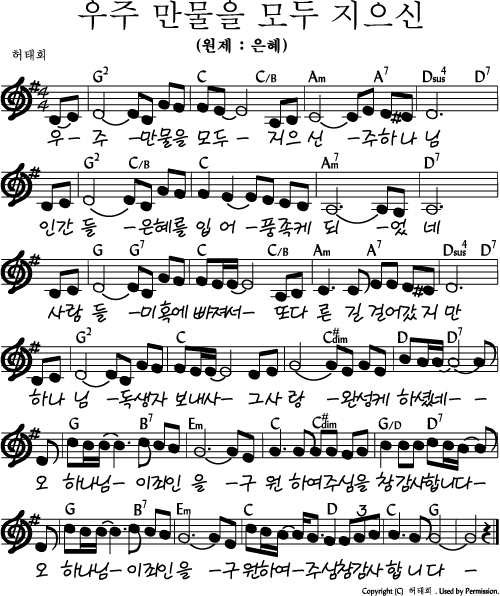 우주 만물을 모두 지으신
(원제 : 은혜)
허태회
G2 C C/B Am A7 Dsus4 D7
우- 주 -만물을 모두- 지으 신 -주하나 님
G2 C/B C Am7 D7
인간 들 -은혜를 입 어 -풍족케 되 -었 네
G G7 C C/B Am A7 Dsus4 D7
사람 들 -미혹에 빠져서- 또다 른 길 걸어갔 지 만
G2 B7 C C#dim D7
하나 님 -독생자 보내사- 그사 랑 -완성케 하셨네-
G B7 Em C C#dim G/D D7
오 하나님- 이죄인 을 -구 원 하여주심을 참감사합니다-
G B7 Em C D C G
오 하나님- 이죄인 을 -구원하여-주심참감사 합 니 다 -
Copyright (C) 허태회 . Used by Permission.